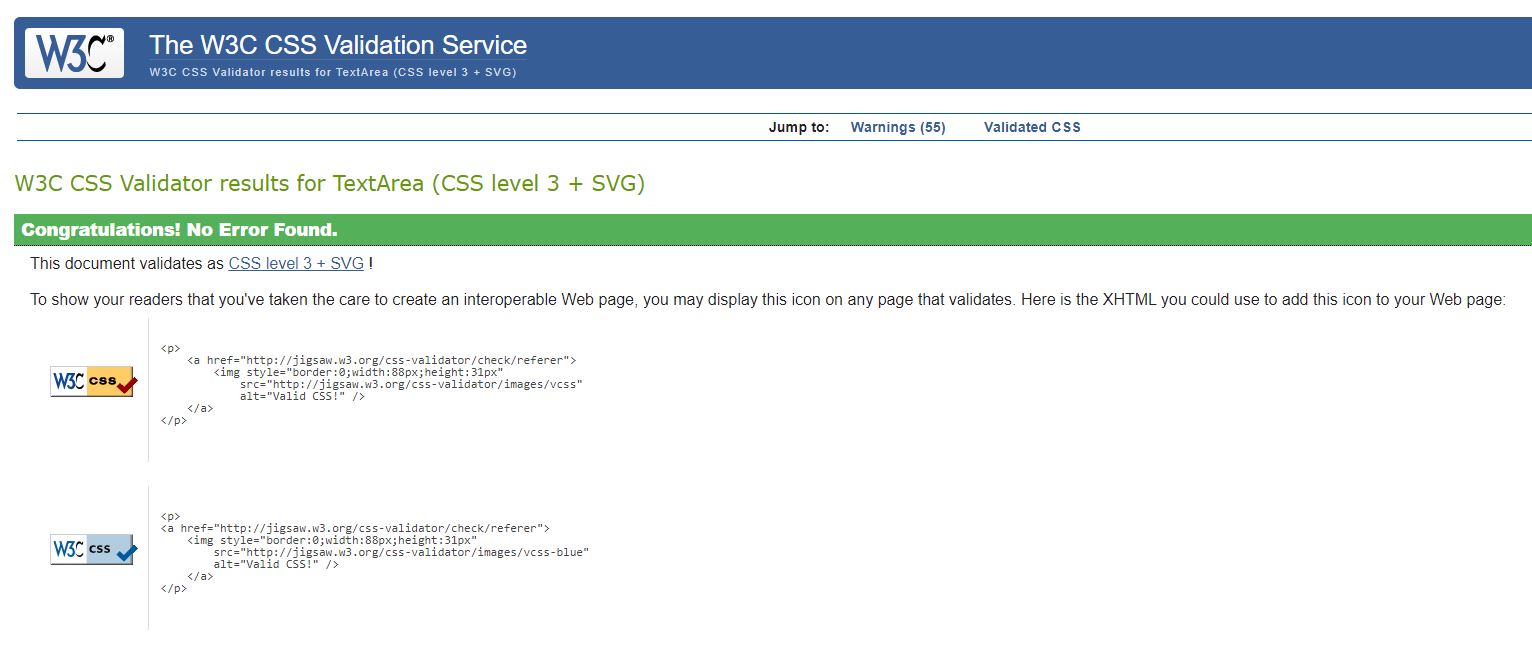 W3C®
The W3C CSS Validation Service
W3C CSS Validator results for TextArea (CSS level 3 + SVG)
Jump to: Warnings (55) Validated CSS
W3C CSS Validator results for TextArea (CSS level 3 + SVG)
Congratulations! No Error Found.
This document validates as CSS level 3 + SVG !
To show your readers that you've taken the care to create an interoperable Web page, you may display this icon on any page that validates. Here is the XHTML you could use to add this icon to your Web page:
W3C css
<p>
    <a href="http://jigsaw.w3.org/css-validator/check/referer">
        <img style="border:0;width:88px;height:31px"
            src="http://jigsaw.w3.org/css-validator/images/vcss"
            alt="Valid CSS!" />
    </a>
</p>
W3C css
<p>
<a href="http://jigsaw.w3.org/css-validator/check/referer">
    <img style="border:0;width:88px;height:31px"
        src="http://jigsaw.w3.org/css-validator/images/vcss-blue"
        alt="Valid CSS!" />
    </a>
</p>